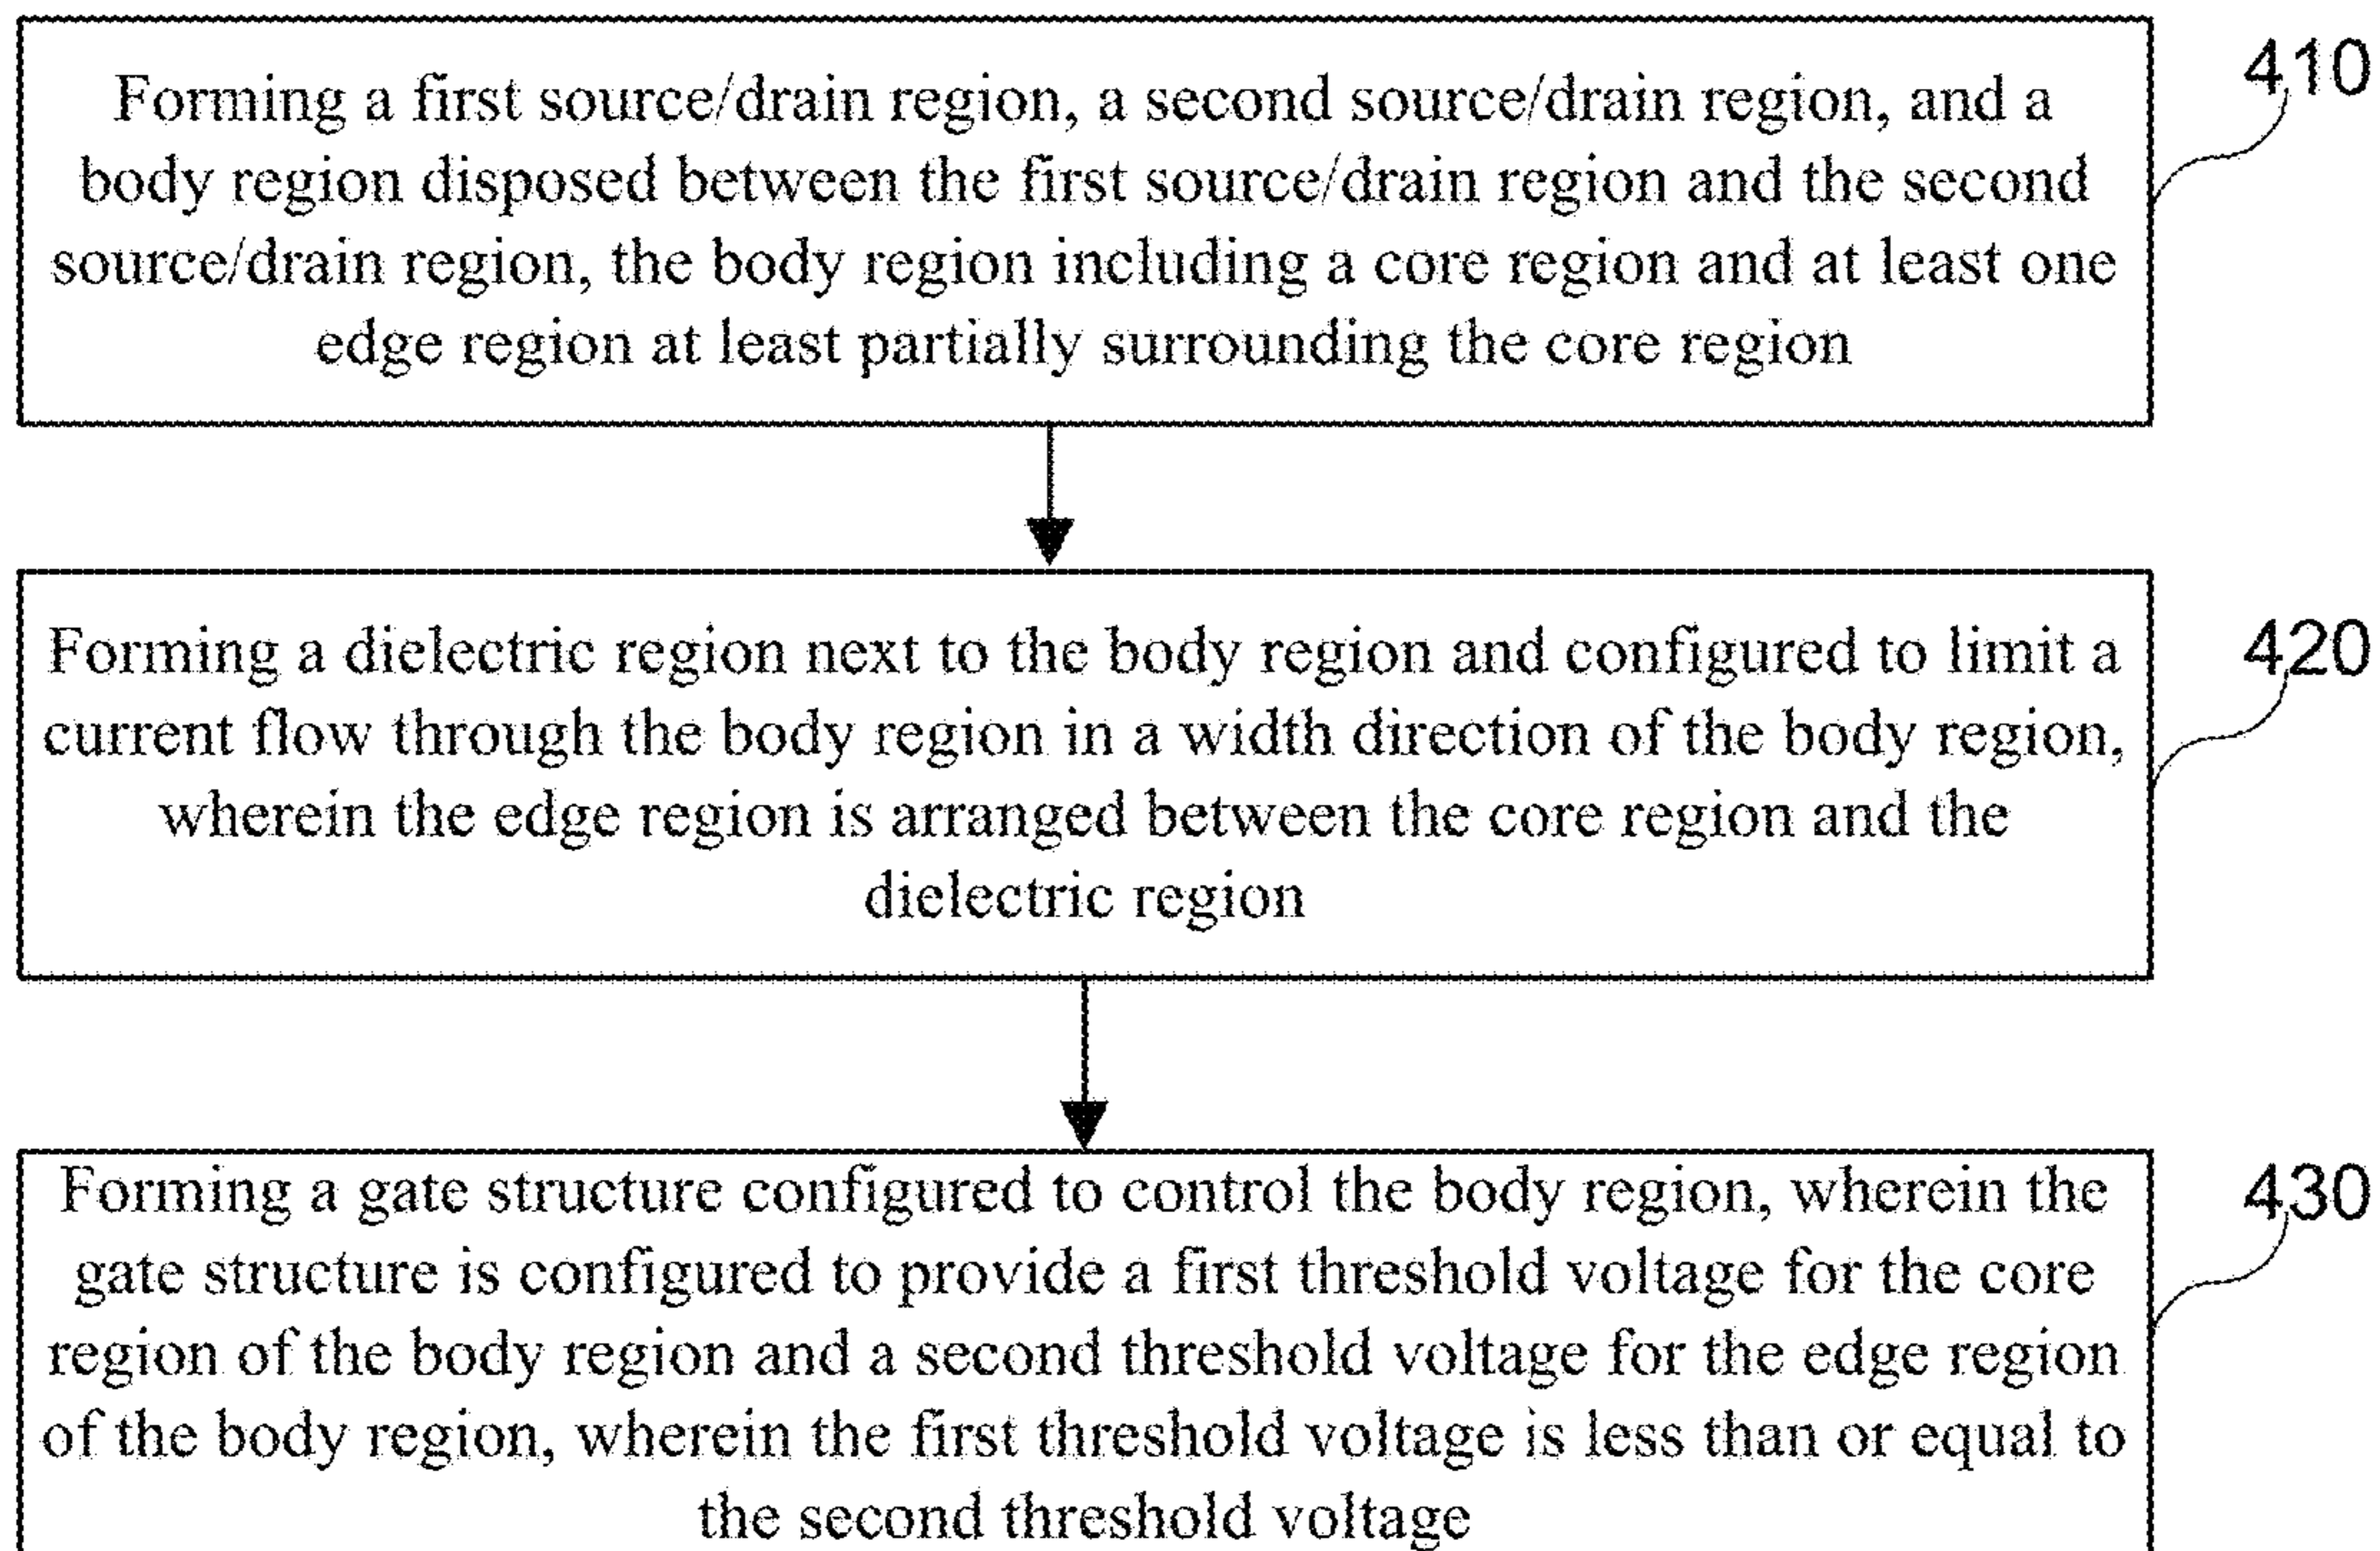 Forming a first source/drain region, a second source/drain region, and a
body region disposed between the first source/drain region and the second
source/drain region, the body region including a core region and at least one
edge region at least partially surrounding the core region
410
Forming a dielectric region next to the body region and configured to limit a
current flow through the body region in a width direction of the body region,
wherein the edge region is arranged between the core region and the
dielectric region
420
Forming a gate structure configured to control the body region, wherein the
gate structure is configured to provide a first threshold voltage for the core
region of the body region and a second threshold voltage for the edge region
of the body region, wherein the first threshold voltage is less than or equal to
the second threshold voltage
430